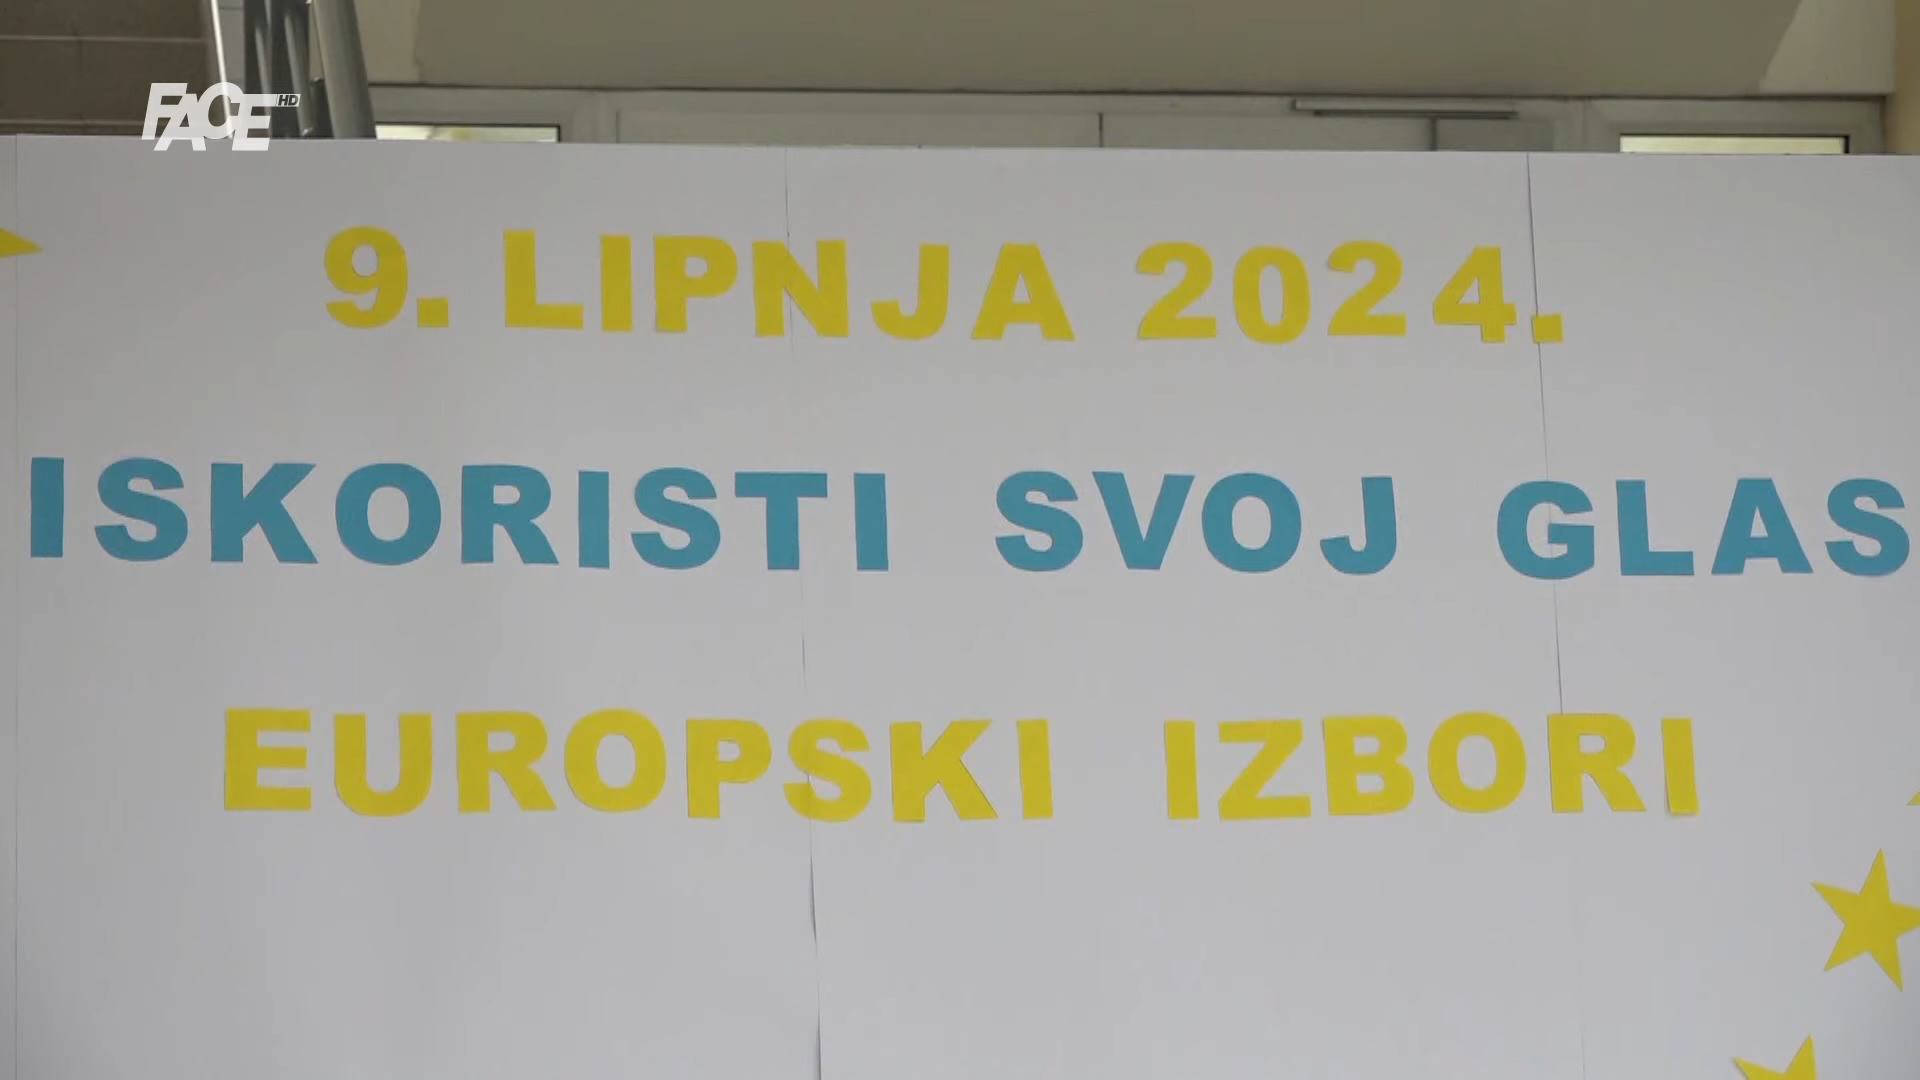 FACE HD
9. LIPNJA 2024.
ISKORISTI SVOJ GLAS
EUROPSKI IZBORI